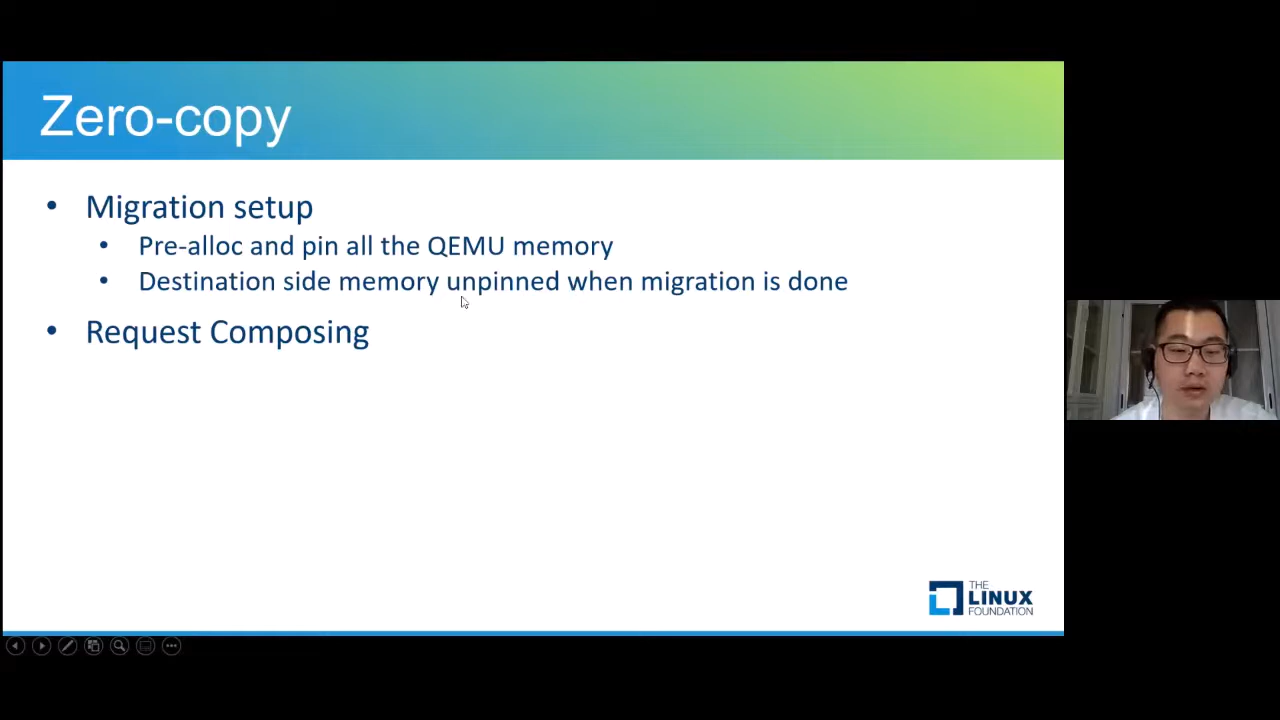 Zero-copy
• Migration setup
• Pre-alloc and pin all the QEMU memory
• Destination side memory unpinned when migration is done
• Request Composing
THE
LINUX
FOUNDATION